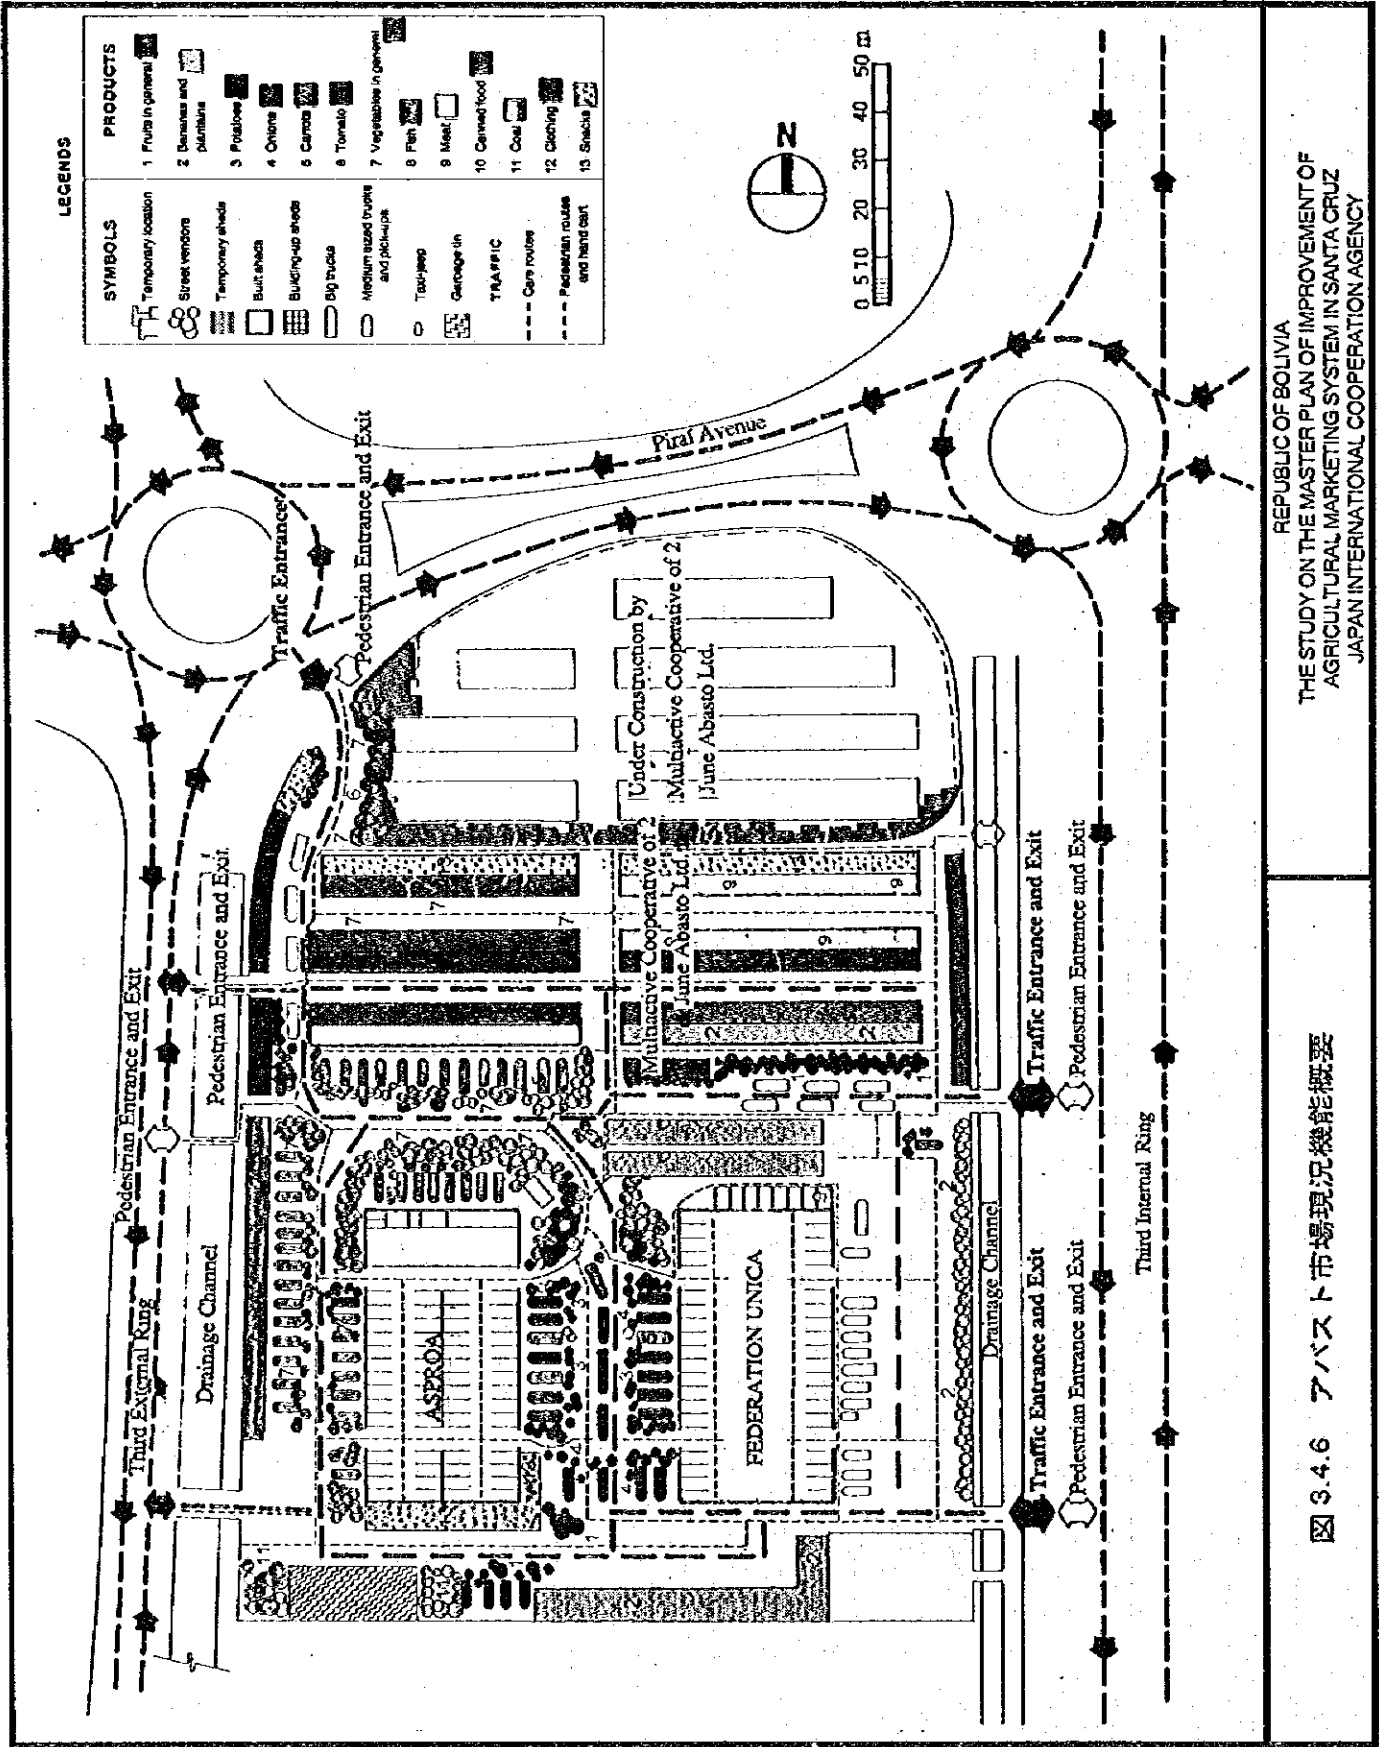 LEGENDS
SYMBOLS
Temporary location
Street vendors
Temporary sheds
Built sheds
Building-up sheds
Big trucks
Medium sized trucks
and pick-ups
Taxi-jeep
Garbage tin
TRAFFIC
Cars routes
Pedestrian routes
and hand cart
PRODUCTS
1 Fruits in general
2 Bananas and
plantains
3 Potatoes
4 Onions
5 Carrots
6 Tomato
7 Vegetables in general
8 Fish
9 Meat
10 Canned food
11 Coal
12 Clothing
13 Snacks
N
0 5 10 20 30 40 50 m
Piraf Avenue
Traffic Entrance
Pedestrian Entrance and Exit
Pedestrian Entrance and Exit
Pedestrian Entrance and Exit
Third External Ring
Drainage Channel
Under Construction by
Multiactive Cooperative of 2
June Abasto Ltd.
Multiactive Cooperative of 2
June Abasto Ltd.
ASPROA
FEDERATION UNICA
Drainage Channel
Traffic Entrance and Exit
Pedestrian Entrance and Exit
Traffic Entrance and Exit
Pedestrian Entrance and Exit
Third Internal Ring
図 3.4.6 アバスト市場現況機能概要
REPUBLIC OF BOLIVIA
THE STUDY ON THE MASTER PLAN OF IMPROVEMENT OF
AGRICULTURAL MARKETING SYSTEM IN SANTA CRUZ
JAPAN INTERNATIONAL COOPERATION AGENCY